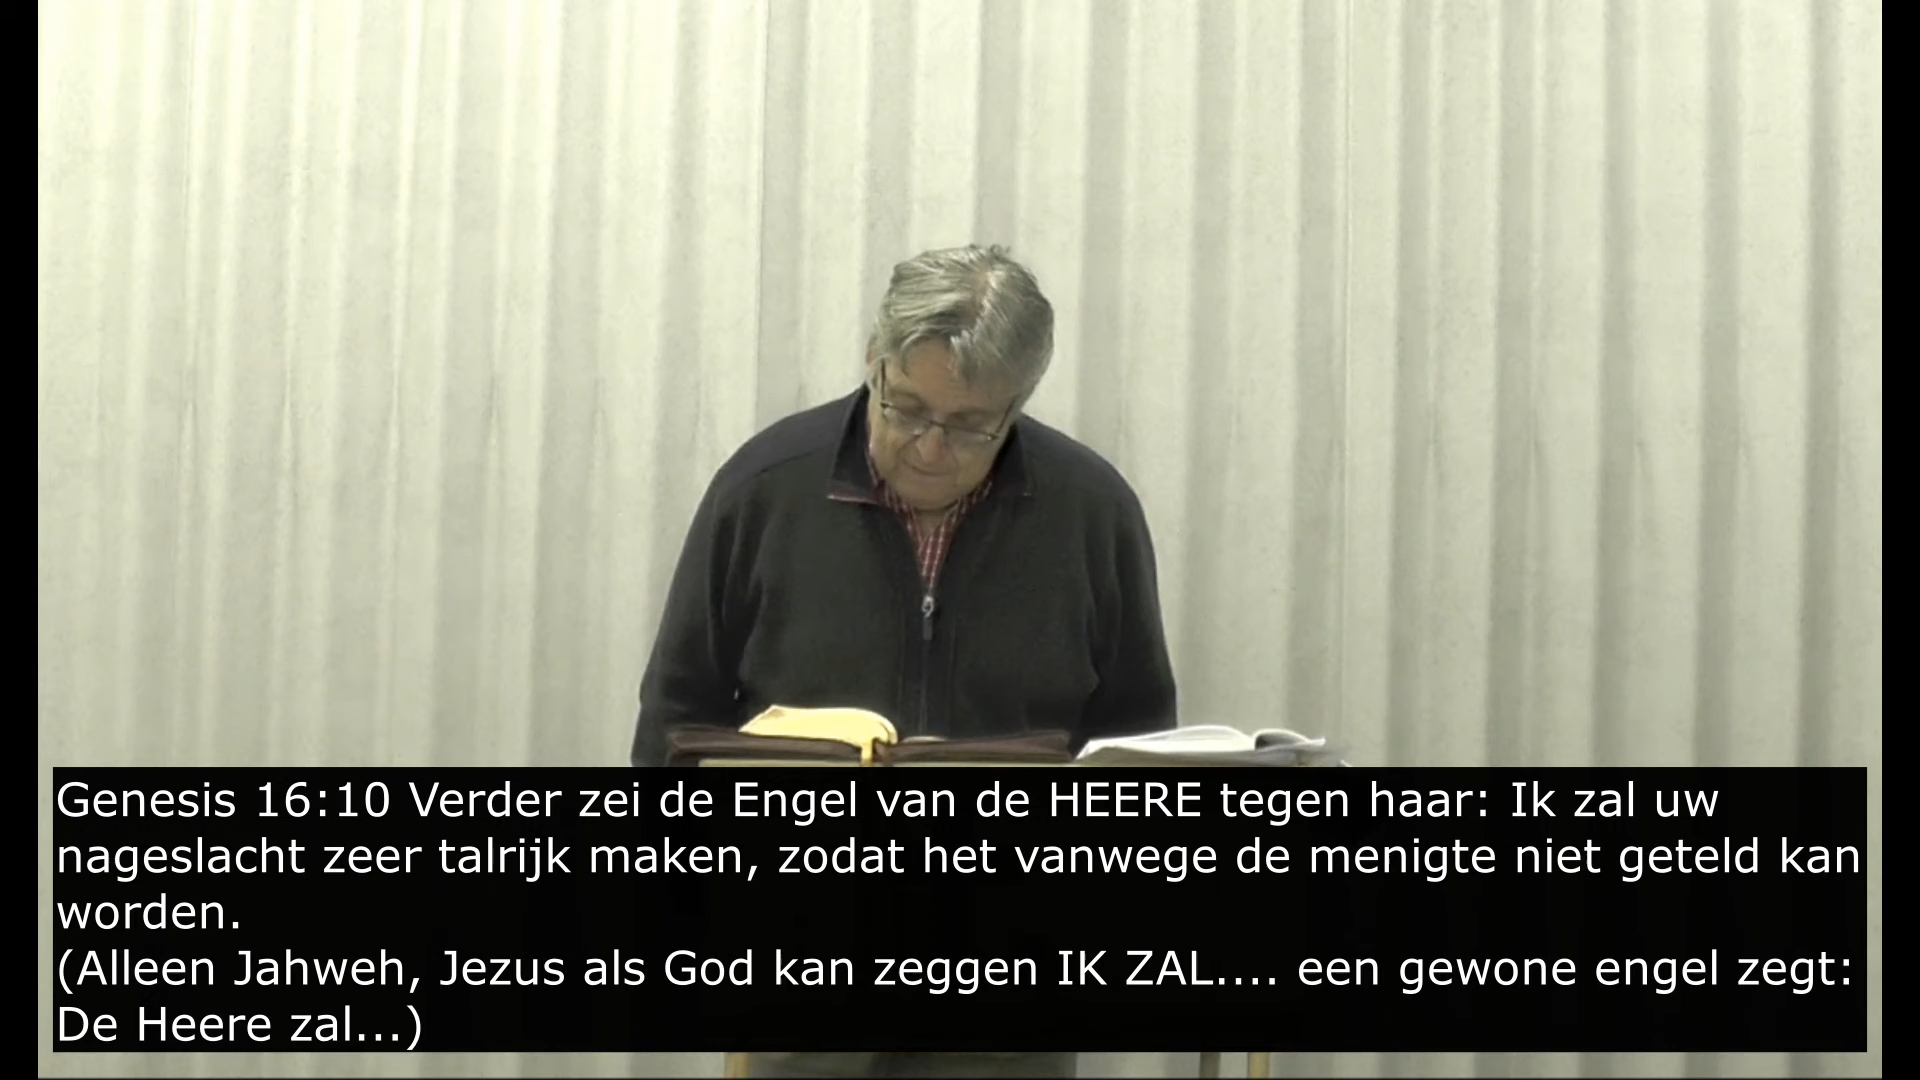 Genesis 16:10 Verder zei de Engel van de HEERE tegen haar: Ik zal uw
nageslacht zeer talrijk maken, zodat het vanwege de menigte niet geteld kan
worden.
(Alleen Jahweh, Jezus als God kan zeggen IK ZAL.... een gewone engel zegt:
De Heere zal...)